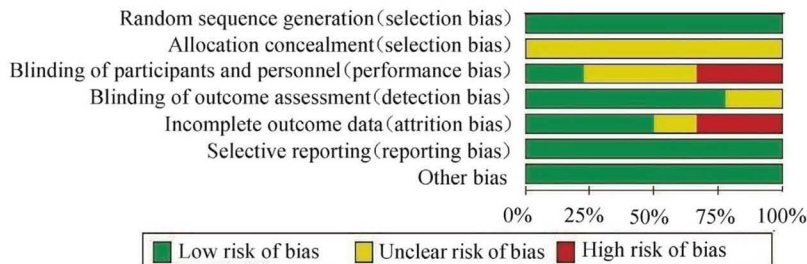 Random sequence generation(selection bias)
Allocation concealment(selection bias)
Blinding of participants and personnel(performance bias)
Blinding of outcome assessment(detection bias)
Incomplete outcome data(attrition bias)
Selective reporting(reporting bias)
Other bias
0% 25% 50% 75% 100%
Low risk of bias Unclear risk of bias High risk of bias